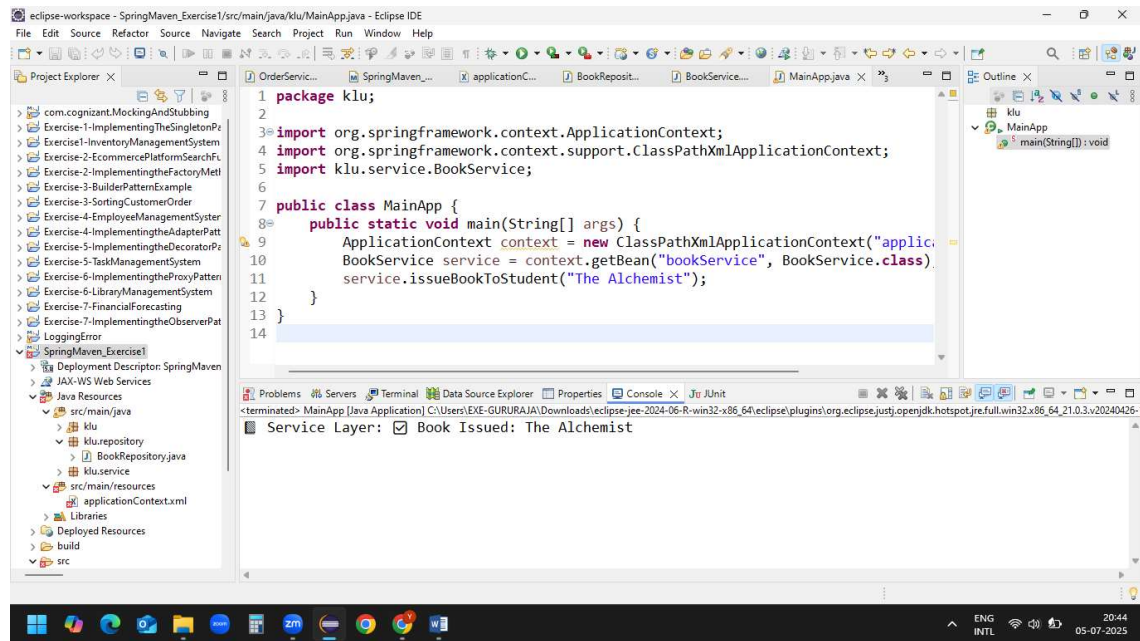 eclipse-workspace - SpringMaven_Exercise1/src/main/java/klu/MainApp.java - Eclipse IDE
File Edit Source Refactor Source Navigate Search Project Run Window Help
Project Explorer
com.cognizant.MockingAndStubbing
Exercise-1-ImplementingTheSingletonPa
Exercise1-InventoryManagementSystem
Exercise-2-EcommercePlatformSearchFu
Exercise-2-ImplementingtheFactoryMet
Exercise-3-BuilderPatternExample
Exercise-3-SortingCustomerOrder
Exercise-4-EmployeeManagementSyster
Exercise-4-ImplementingtheAdapterPatt
Exercise-5-ImplementingtheDecoratorPa
Exercise-5-TaskManagementSystem
Exercise-6-ImplementingtheProxyPatter
Exercise-6-LibraryManagementSystem
Exercise-7-FinancialForecasting
Exercise-7-ImplementingtheObserverPat
LoggingError
SpringMaven_Exercise1
Deployment Descriptor: SpringMaven
JAX-WS Web Services
Java Resources
src/main/java
klu
klu.repository
BookRepository.java
klu.service
src/main/resources
applicationContext.xml
Libraries
Deployed Resources
build
src
OrderServic... SpringMaven_... applicationC... BookReposit... BookService.... MainApp.java »3
1 package klu;
2
3 import org.springframework.context.ApplicationContext;
4 import org.springframework.context.support.ClassPathXmlApplicationContext;
5 import klu.service.BookService;
6
7 public class MainApp {
8 public static void main(String[] args) {
9 ApplicationContext context = new ClassPathXmlApplicationContext("applica
10 BookService service = context.getBean("bookService", BookService.class)
11 service.issueBookToStudent("The Alchemist");
12 }
13 }
14
Outline
klu
MainApp
main(String[]) : void
Problems Servers Terminal Data Source Explorer Properties Console JUnit
<terminated> MainApp [Java Application] C:\Users\EXE-GURURAJA\Downloads\eclipse-jee-2024-06-R-win32-x86_64\eclipse\plugins\org.eclipse.justj.openjdk.hotspot.jre.full.win32.x86_64_21.0.3.v20240426-
Service Layer: ☑ Book Issued: The Alchemist
ENG
INTL
20:44
05-07-2025